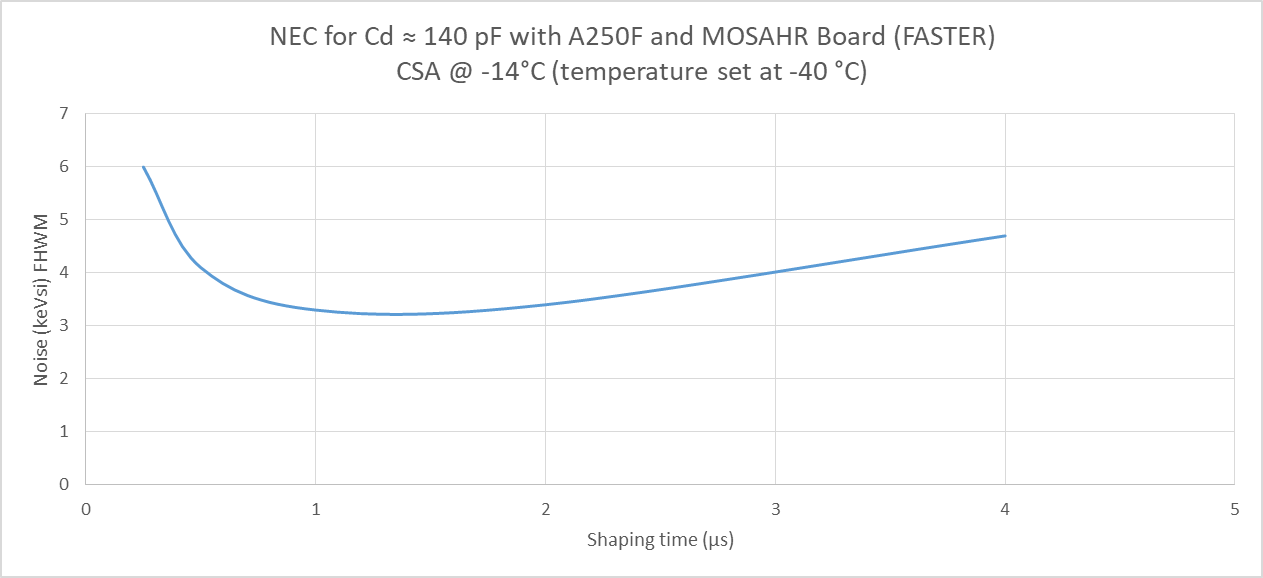 NEC for Cd ≈ 140 pF with A250F and MOSAHR Board (FASTER)
CSA @ -14°C (temperature set at -40 °C)
Noise (keVsi) FHWM
7
6
5
4
3
2
1
0
0 1 2 3 4 5
Shaping time (µs)